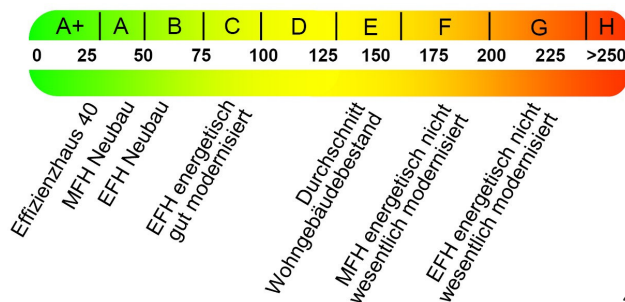 A+ A B C D E F G H
0 25 50 75 100 125 150 175 200 225 >250
Effizienzhaus 40
MFH Neubau
EFH Neubau
EFH energetisch
gut modernisiert
Durchschnitt
Wohngebäudebestand
MFH energetisch nicht
wesentlich modernisiert
EFH energetisch nicht
wesentlich modernisiert